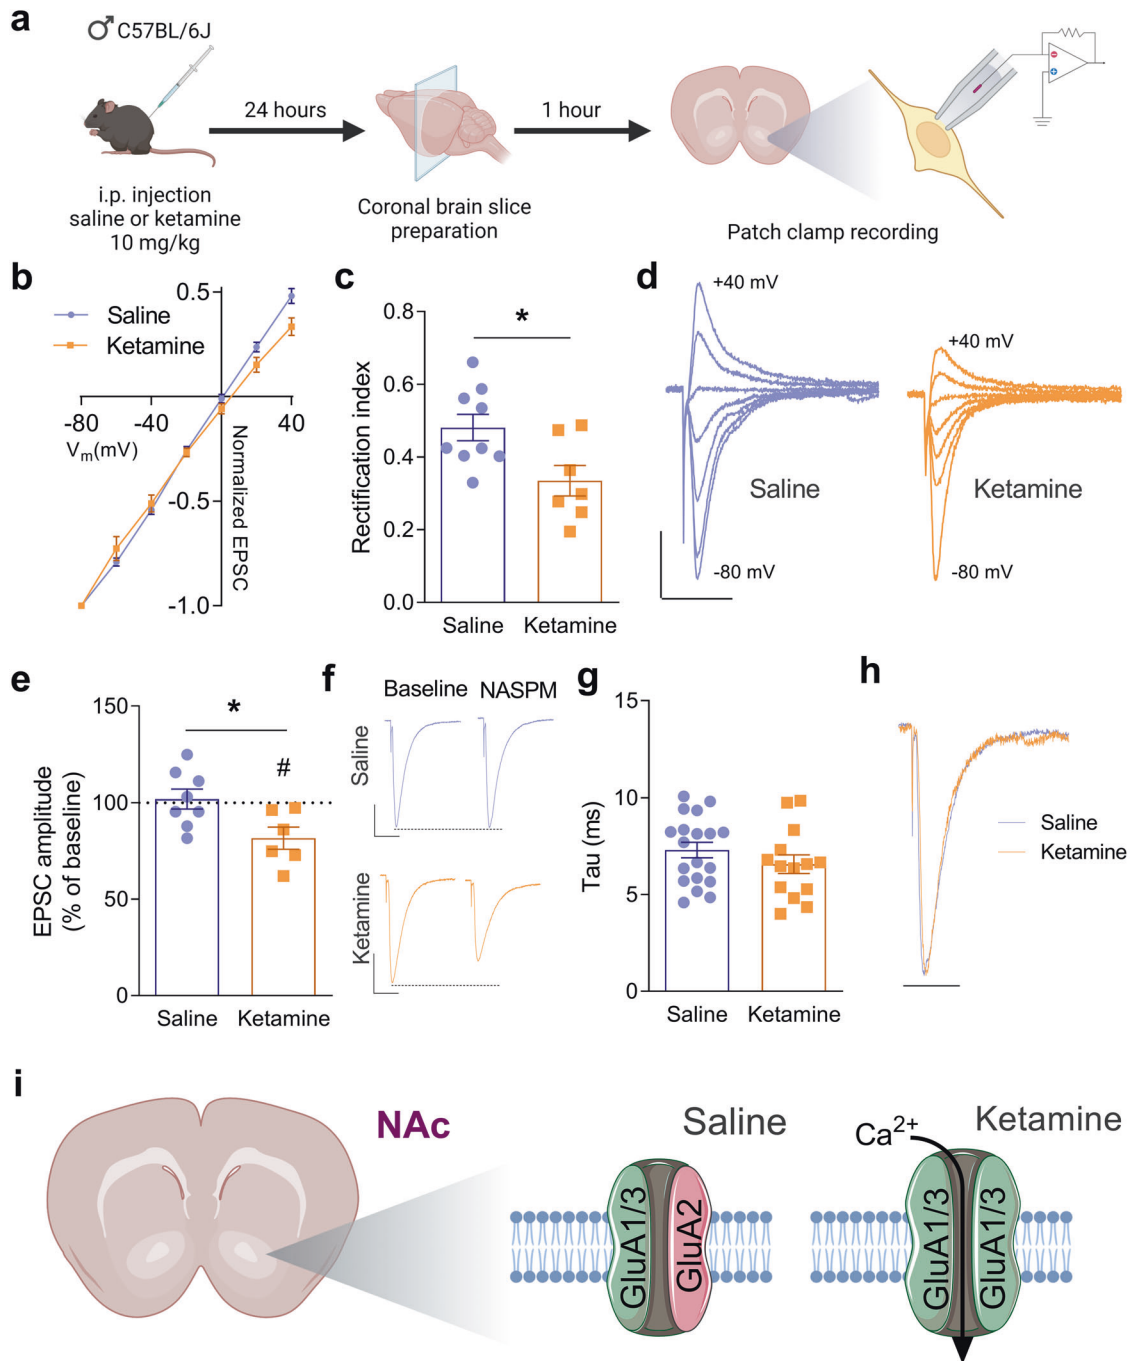 a
♂ C57BL/6J
24 hours
1 hour
i.p. injection
saline or ketamine
10 mg/kg
Coronal brain slice
preparation
Patch clamp recording
b
Saline
Ketamine
0.5
-80
-40
40
Vm(mV)
Normalized EPSC
-0.5
-1.0
c
*
Rectification index
0.8
0.6
0.4
0.2
0.0
Saline
Ketamine
d
+40 mV
+40 mV
Saline
Ketamine
-80 mV
-80 mV
e
*
#
EPSC amplitude
(% of baseline)
150
100
50
0
Saline
Ketamine
f
Baseline
NASPM
Saline
Ketamine
g
Tau (ms)
15
10
5
0
Saline
Ketamine
h
Saline
Ketamine
i
NAc
Saline
Ketamine
Ca2+
GluA1/3
GluA2
GluA1/3
GluA1/3